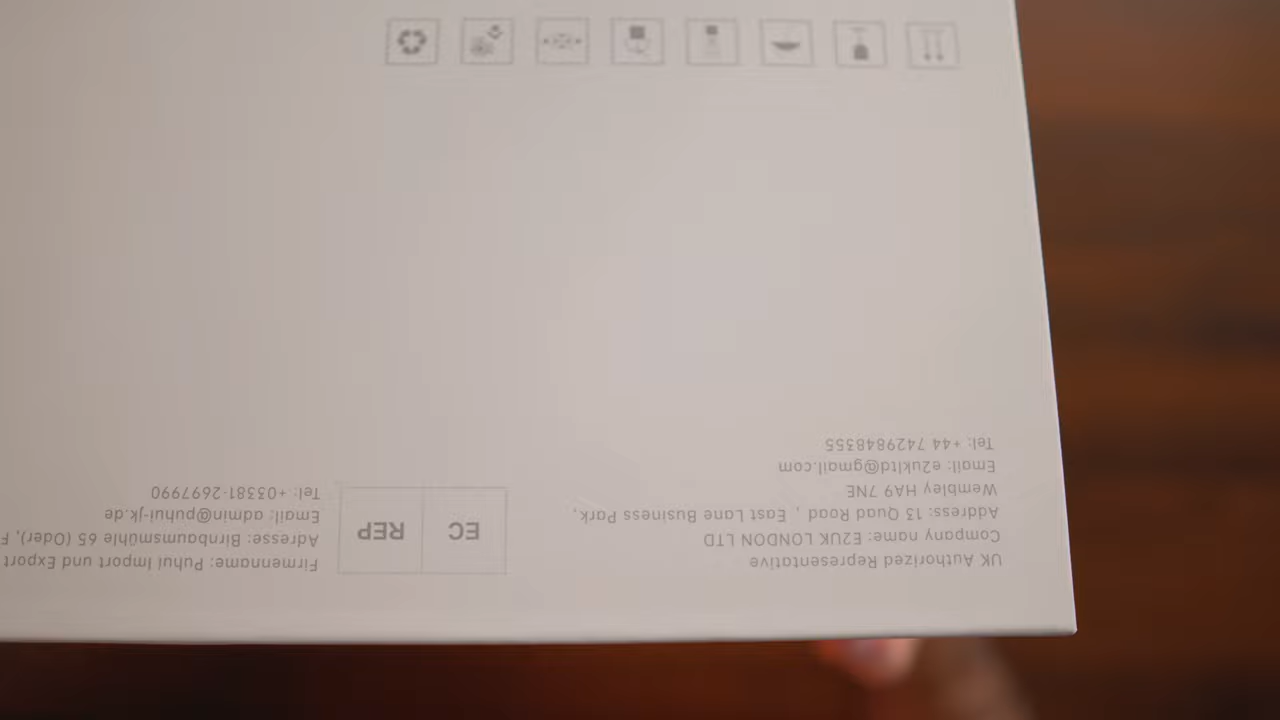 UK Authorized Representative
Company name: E2UK LONDON LTD
Address: 13 Quad Road , East Lane Business Park,
Wembley HA9 7NE
Email: e2ukltd@gmail.com
Tel: +44 7429848355
EC REP
Firmenname: Puhui Import und Export
Adresse: Birnbaumsmühle 65 (Oder), F
Email: admin@puhui-jk.de
Tel: +03381-2697990